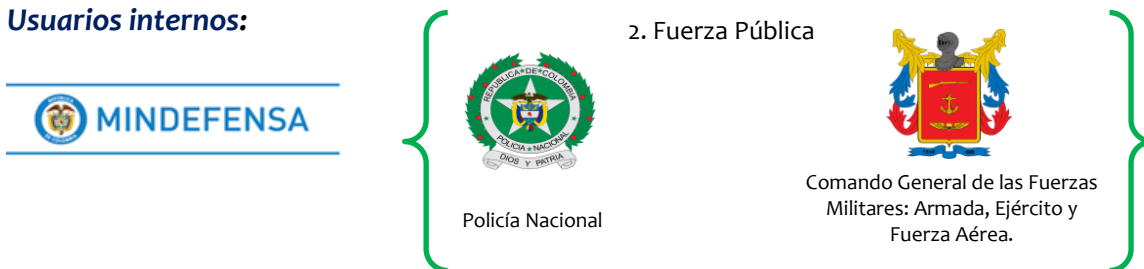 Usuarios internos:
2. Fuerza Pública
MINDEFENSA
REPUBLICA DE COLOMBIA
POLICIA NACIONAL
DIOS Y PATRIA
Policía Nacional
Comando General de las Fuerzas
Militares: Armada, Ejército y
Fuerza Aérea.